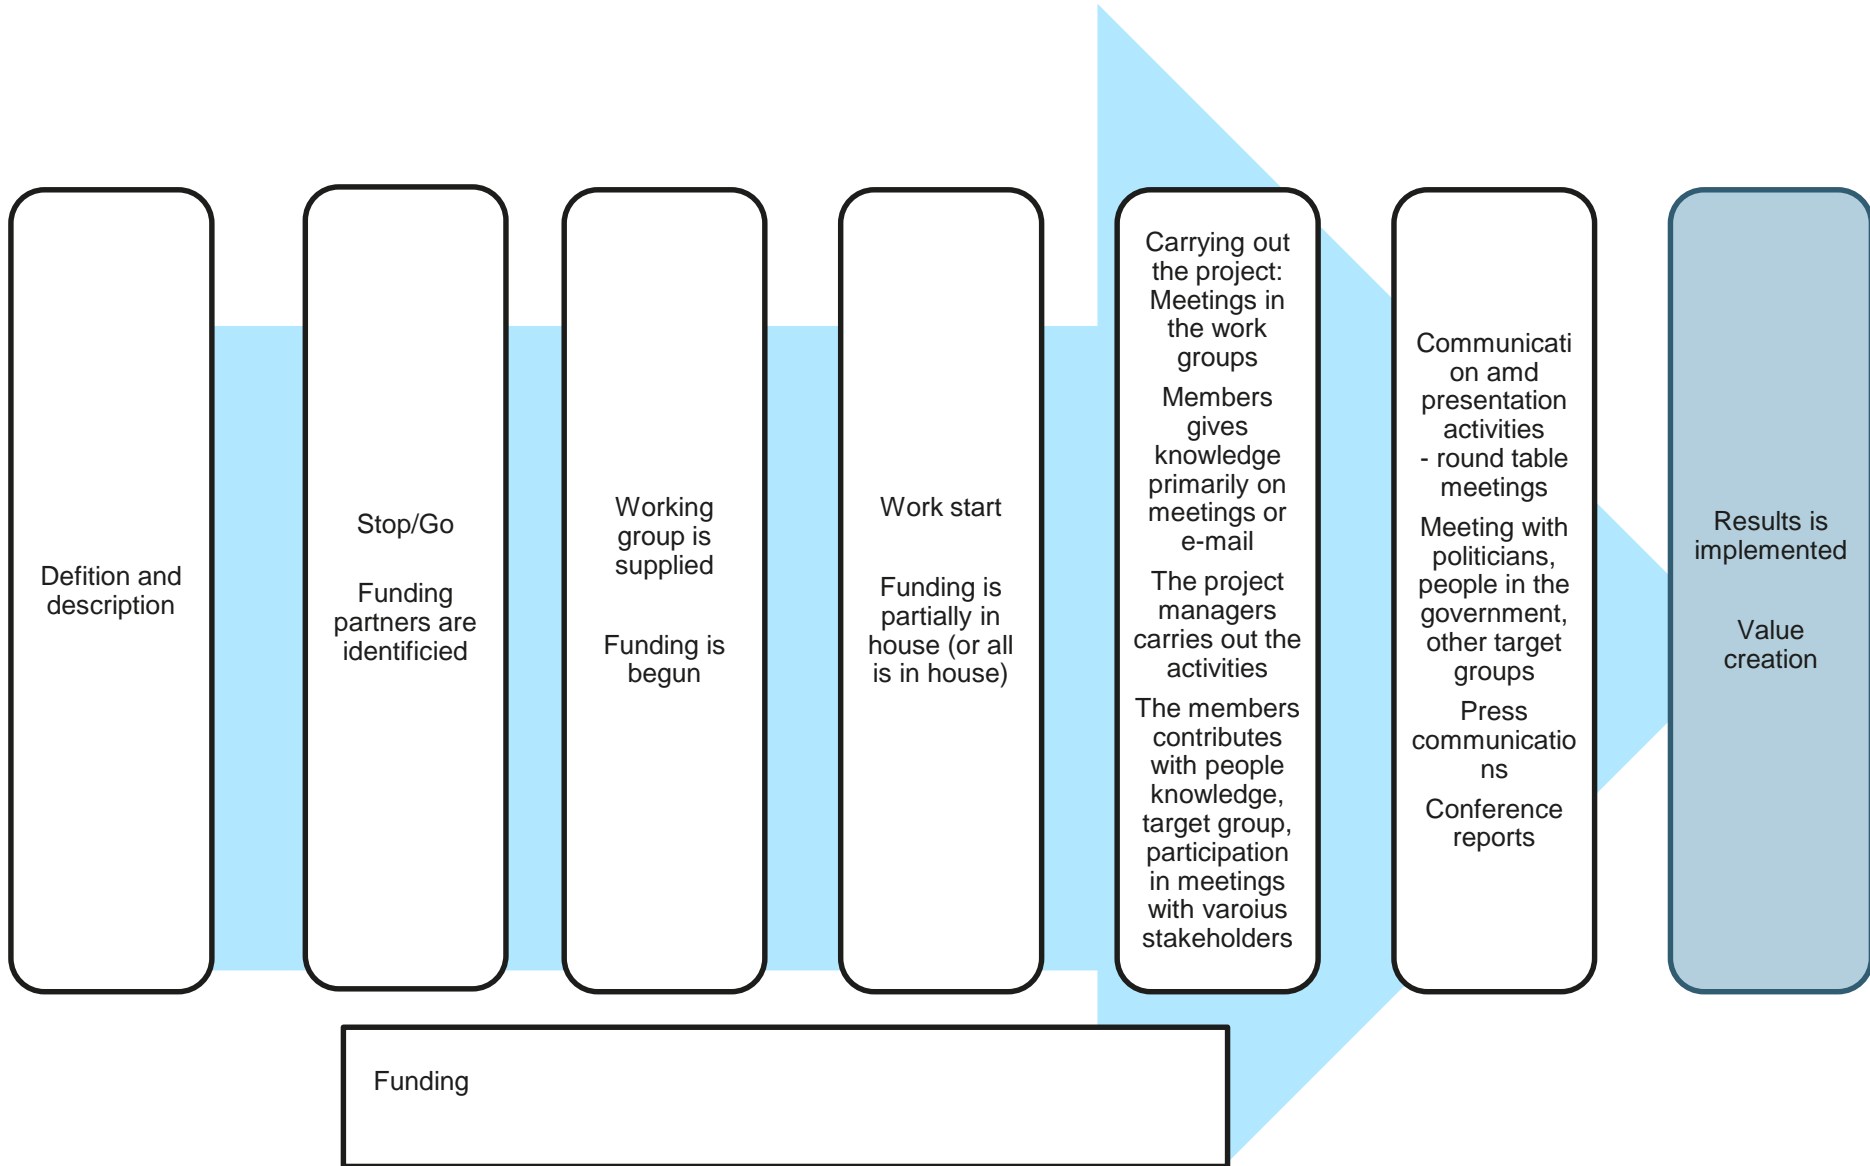 Defition and
description
Stop/Go
Funding
partners are
identificied
Working
group is
supplied
Funding is
begun
Work start
Funding is
partially in
house (or all
is in house)
Carrying out
the project:
Meetings in
the work
groups
Members
gives
knowledge
primarily on
meetings or
e-mail
The project
managers
carries out the
activities
The members
contributes
with people
knowledge,
target group,
participation
in meetings
with varoius
stakeholders
Communicati
on amd
presentation
activities
- round table
meetings
Meeting with
politicians,
people in the
government,
other target
groups
Press
communicatio
ns
Conference
reports
Results is
implemented
Value
creation
Funding